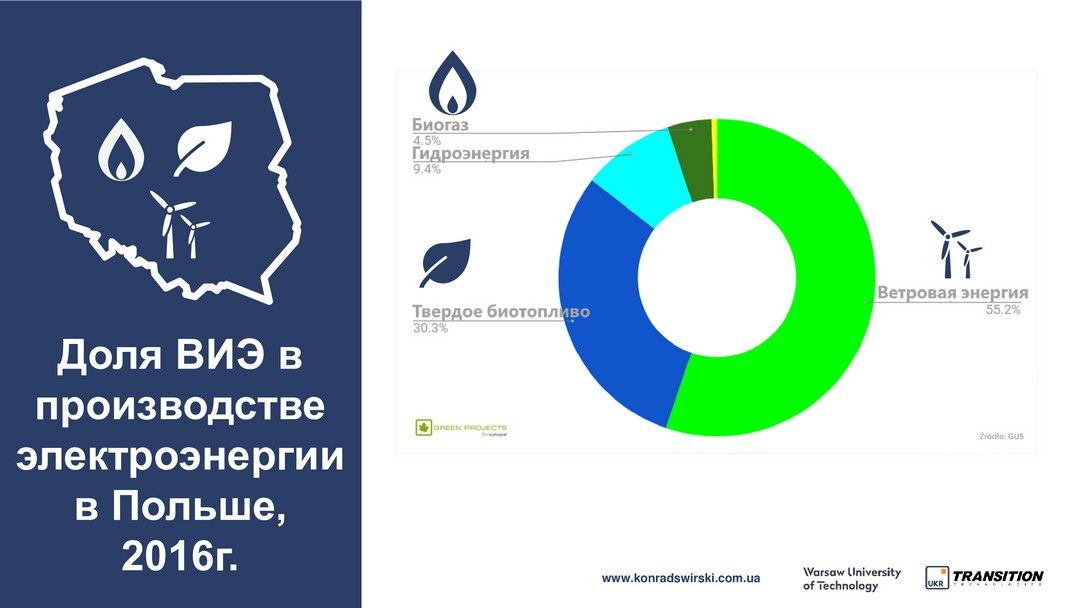 Доля ВИЭ в
производстве
электроэнергии
в Польше,
2016г.
Биогаз
4.5%
Гидроэнергия
9.4%
Твердое биотопливо
30.3%
Ветровая энергия
55.2%
GREEN PROJECTS
Źródło: GUS
www.konradswirski.com.ua
Warsaw University
of Technology
UKR
TRANSITION
TECHNOLOGIES